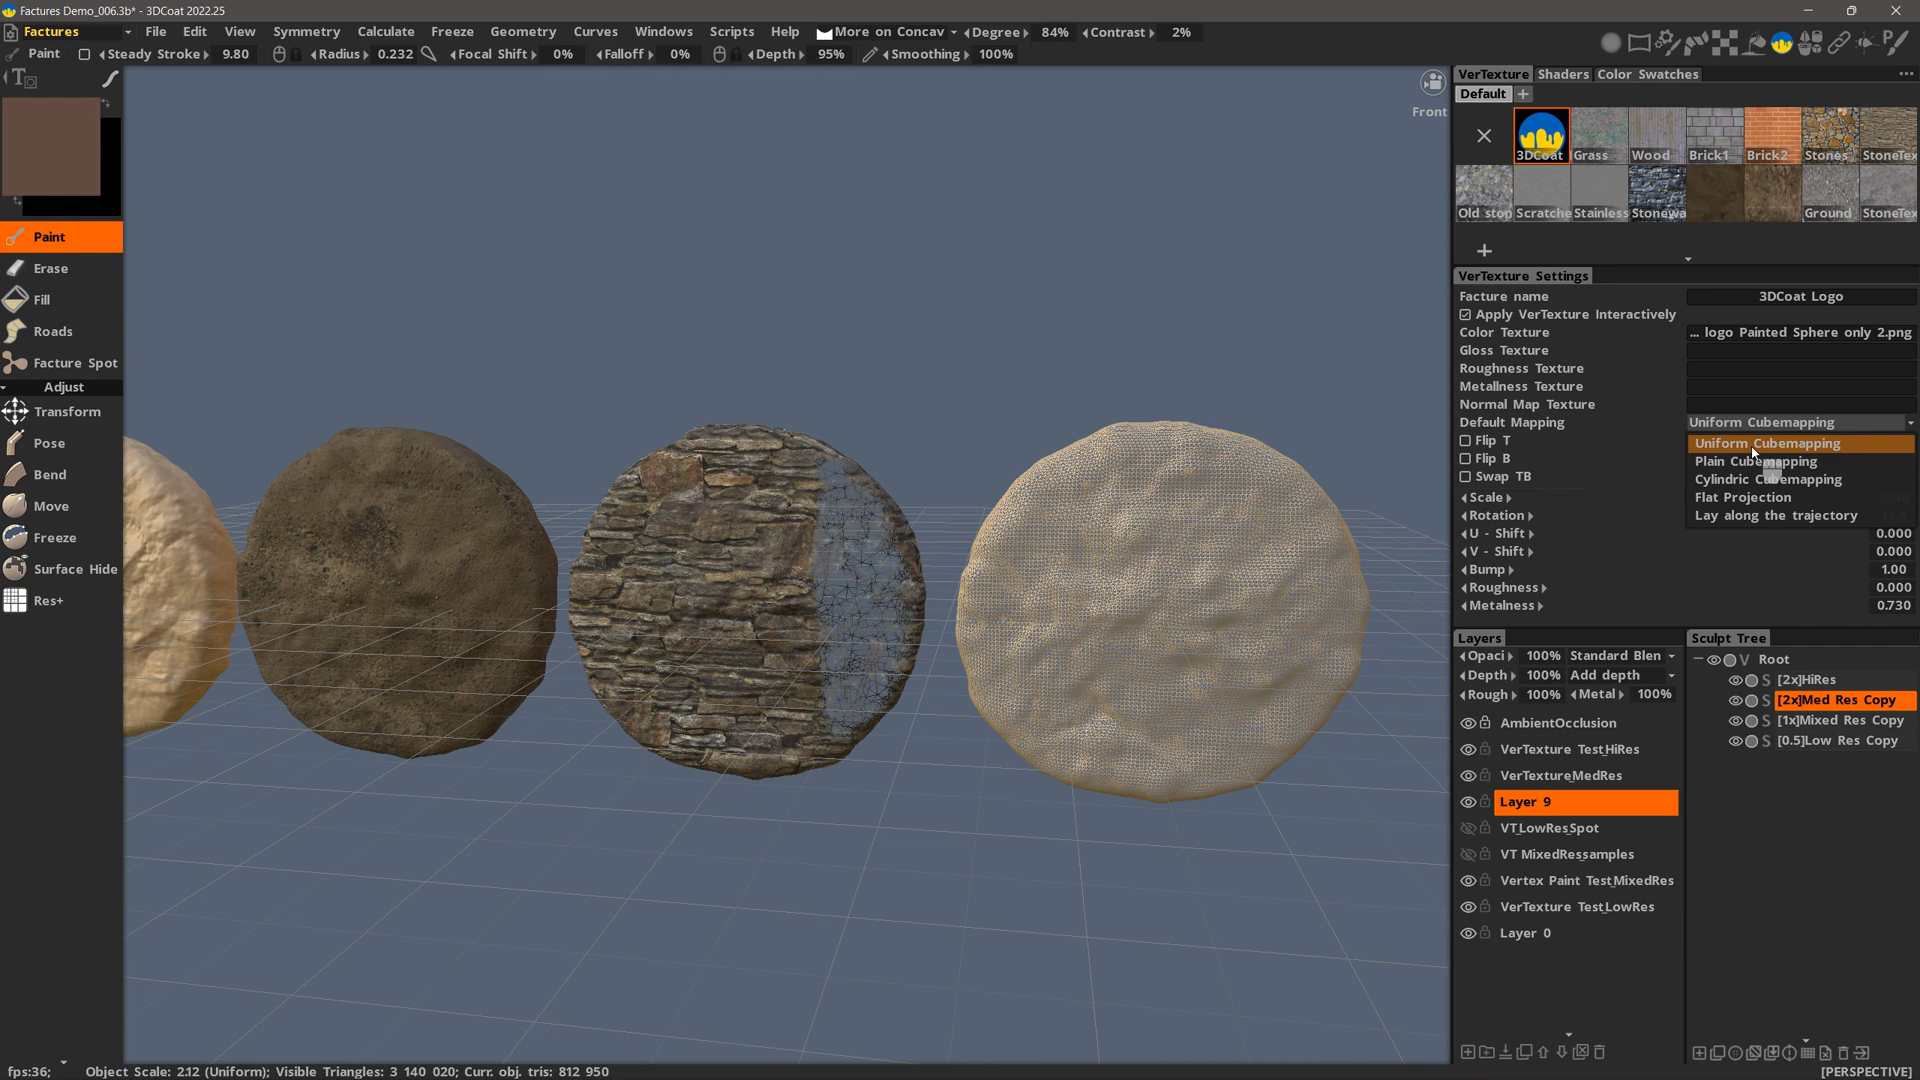 Factures Demo_006.3b* - 3DCoat 2022.25
Factures File Edit View Symmetry Calculate Freeze Geometry Curves Windows Scripts Help More on Concav Degree 84% Contrast 2%
Paint Steady Stroke 9.80 Radius 0.232 Focal Shift 0% Falloff 0% Depth 95% Smoothing 100%
Front
Paint
Erase
Fill
Roads
Facture Spot
Adjust
Transform
Pose
Bend
Move
Freeze
Surface Hide
Res+
VerTexture Shaders Color Swatches
Default
3DCoat Grass Wood Brick1 Brick2 Stones StoneTex
Old stop Scratche Stainless Stonewa Ground StoneTex
VerTexture Settings
Facture name 3DCoat Logo
Apply VerTexture Interactively
Color Texture ... logo Painted Sphere only 2.png
Gloss Texture
Roughness Texture
Metallness Texture
Normal Map Texture
Default Mapping Uniform Cubemapping
Flip T Uniform Cubemapping
Flip B Plain Cubemapping
Swap TB Cylindric Cubemapping
Scale Flat Projection
Rotation Lay along the trajectory
U - Shift 0.000
V - Shift 0.000
Bump 1.00
Roughness 0.000
Metalness 0.730
Layers
Opaci 100% Standard Blen
Depth 100% Add depth
Rough 100% Metal 100%
AmbientOcclusion
VerTexture Test_HiRes
VerTexture_MedRes
Layer 9
VT_LowRes_Spot
VT MixedRes_samples
Vertex Paint Test_MixedRes
VerTexture Test_LowRes
Layer 0
Sculpt Tree
V Root
S [2x]HiRes
S [2x]Med Res Copy
S [1x]Mixed Res Copy
S [0.5]Low Res Copy
fps:36; Object Scale: 2.12 (Uniform); Visible Triangles: 3 140 020; Curr. obj. tris: 812 950 [PERSPECTIVE]